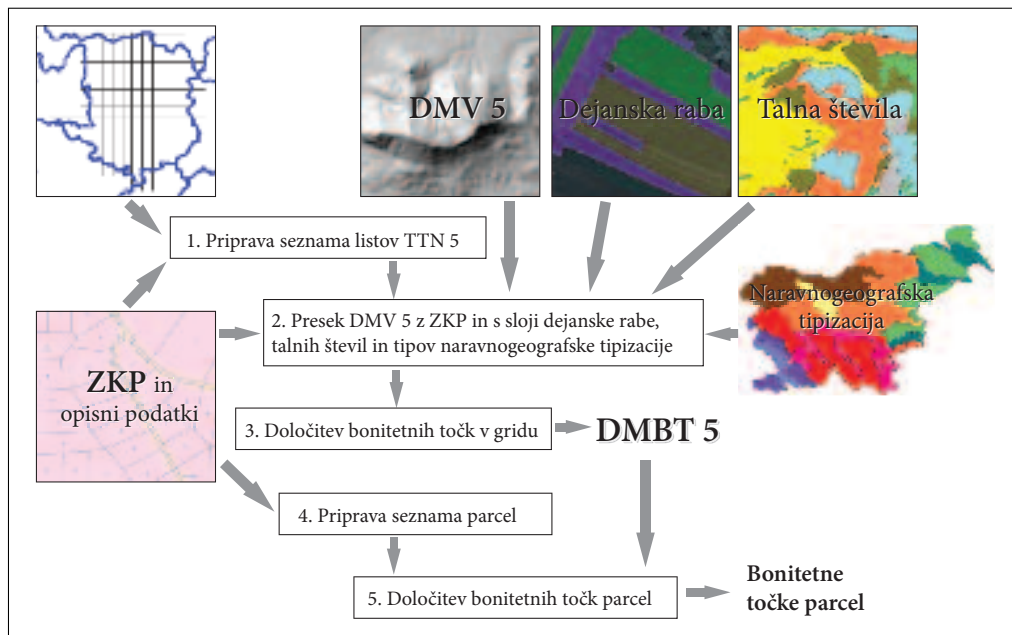 DMV 5
Dejanska raba
Talna števila
1. Priprava seznama listov TTN 5
Naravnogeografska
tipizacija
2. Presek DMV 5 z ZKP in s sloji dejanske rabe,
talnih števil in tipov naravnogeografske tipizacije
ZKP in
opisni podatki
3. Določitev bonitetnih točk v gridu
DMBT 5
4. Priprava seznama parcel
5. Določitev bonitetnih točk parcel
Bonitetne
točke parcel